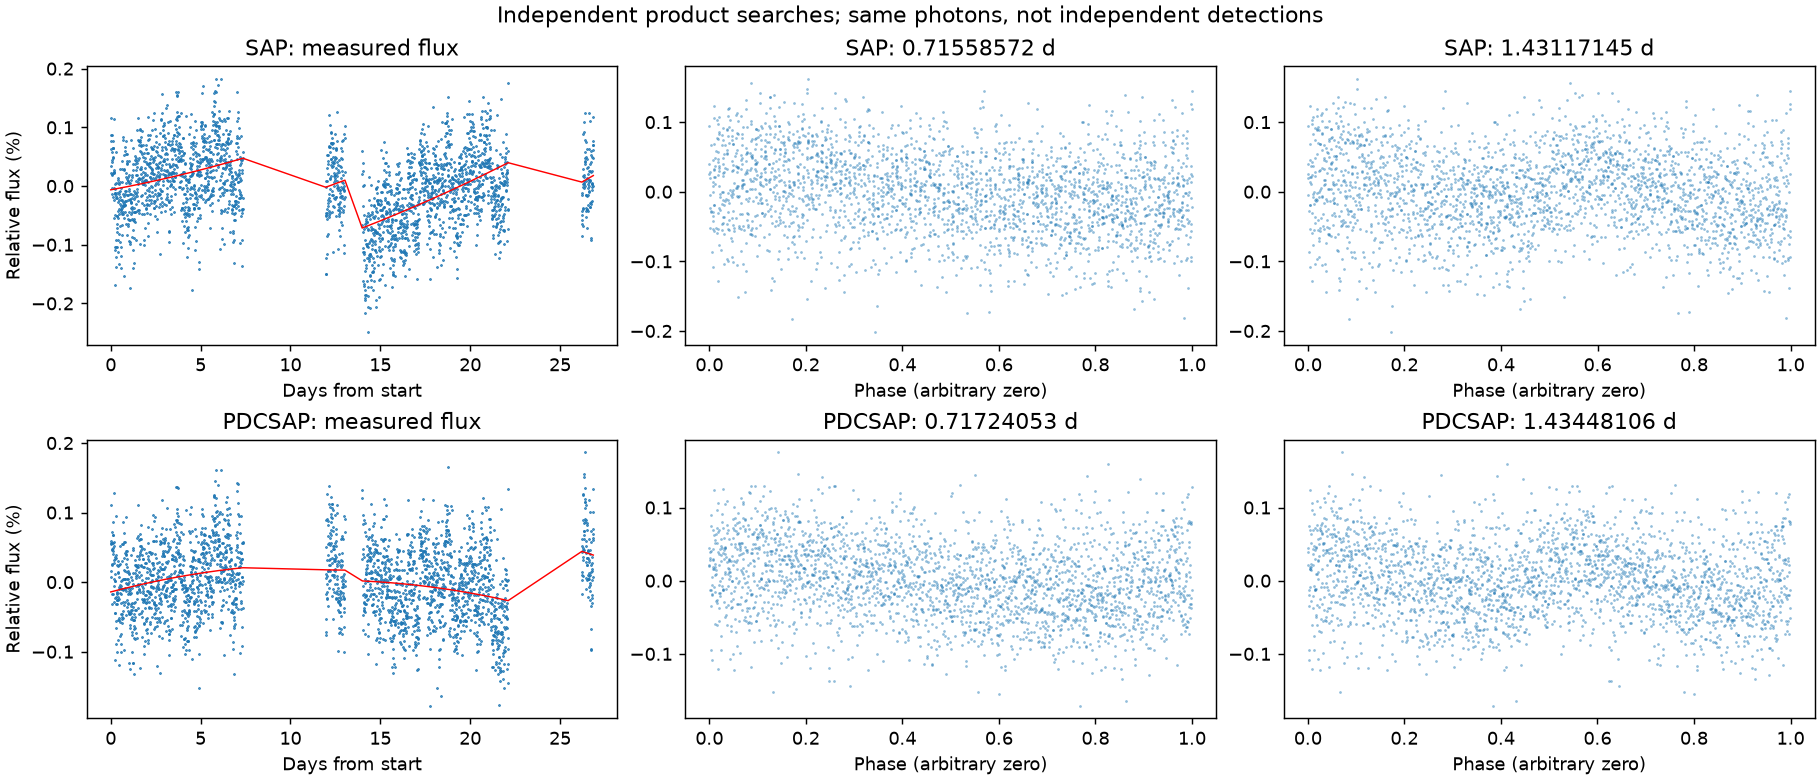 Independent product searches; same photons, not independent detections
SAP: measured flux
SAP: 0.71558572 d
SAP: 1.43117145 d
Relative flux (%)
0.2
0.1
0.0
−0.1
−0.2
0.1
0.0
−0.1
−0.2
0.1
0.0
−0.1
−0.2
0 5 10 15 20 25
0.0 0.2 0.4 0.6 0.8 1.0
0.0 0.2 0.4 0.6 0.8 1.0
Days from start
Phase (arbitrary zero)
Phase (arbitrary zero)
PDCSAP: measured flux
PDCSAP: 0.71724053 d
PDCSAP: 1.43448106 d
Relative flux (%)
0.2
0.1
0.0
−0.1
0.1
0.0
−0.1
0.1
0.0
−0.1
0 5 10 15 20 25
0.0 0.2 0.4 0.6 0.8 1.0
0.0 0.2 0.4 0.6 0.8 1.0
Days from start
Phase (arbitrary zero)
Phase (arbitrary zero)